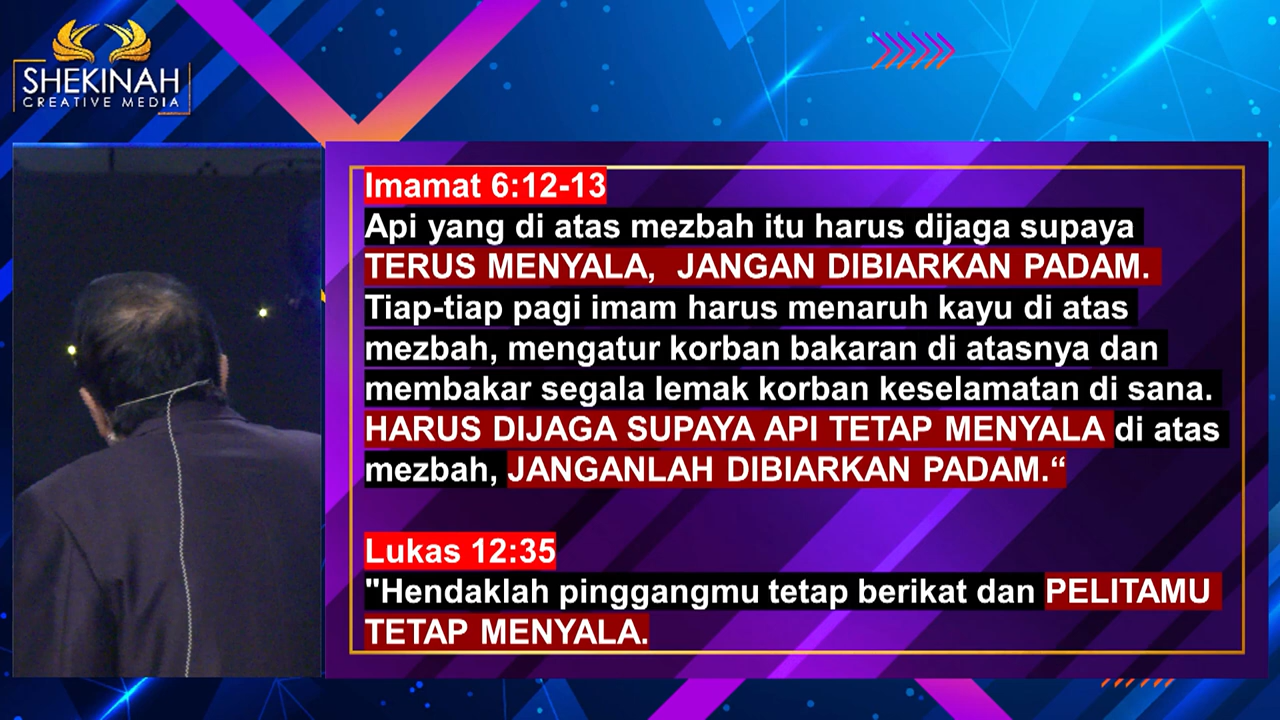 SHEKINAH
CREATIVE MEDIA
Imamat 6:12-13
Api yang di atas mezbah itu harus dijaga supaya
TERUS MENYALA,  JANGAN DIBIARKAN PADAM.
Tiap-tiap pagi imam harus menaruh kayu di atas
mezbah, mengatur korban bakaran di atasnya dan
membakar segala lemak korban keselamatan di sana.
HARUS DIJAGA SUPAYA API TETAP MENYALA di atas
mezbah, JANGANLAH DIBIARKAN PADAM.“
Lukas 12:35
"Hendaklah pinggangmu tetap berikat dan PELITAMU
TETAP MENYALA.